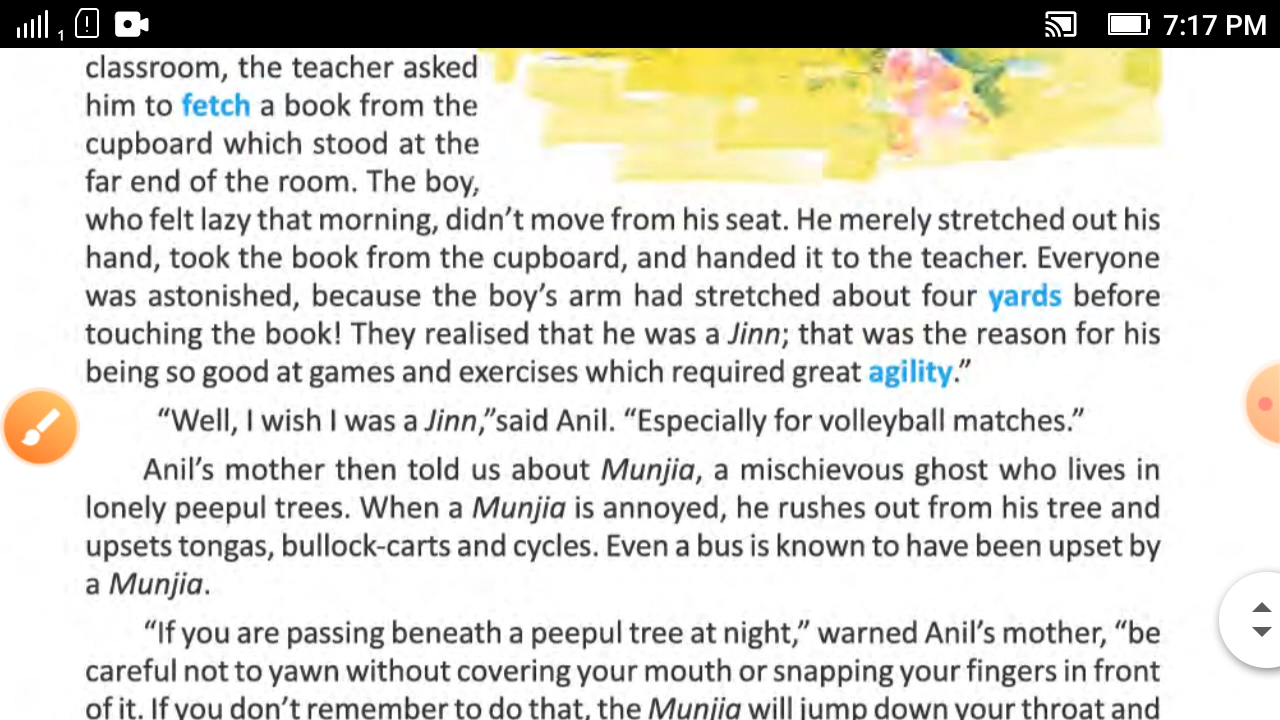 1 7:17 PM
classroom, the teacher asked
him to fetch a book from the
cupboard which stood at the
far end of the room. The boy,
who felt lazy that morning, didn’t move from his seat. He merely stretched out his
hand, took the book from the cupboard, and handed it to the teacher. Everyone
was astonished, because the boy’s arm had stretched about four yards before
touching the book! They realised that he was a Jinn; that was the reason for his
being so good at games and exercises which required great agility.”
“Well, I wish I was a Jinn,”said Anil. “Especially for volleyball matches.”
Anil’s mother then told us about Munjia, a mischievous ghost who lives in
lonely peepul trees. When a Munjia is annoyed, he rushes out from his tree and
upsets tongas, bullock-carts and cycles. Even a bus is known to have been upset by
a Munjia.
“If you are passing beneath a peepul tree at night,” warned Anil’s mother, “be
careful not to yawn without covering your mouth or snapping your fingers in front
of it. If you don’t remember to do that, the Munjia will jump down your throat and